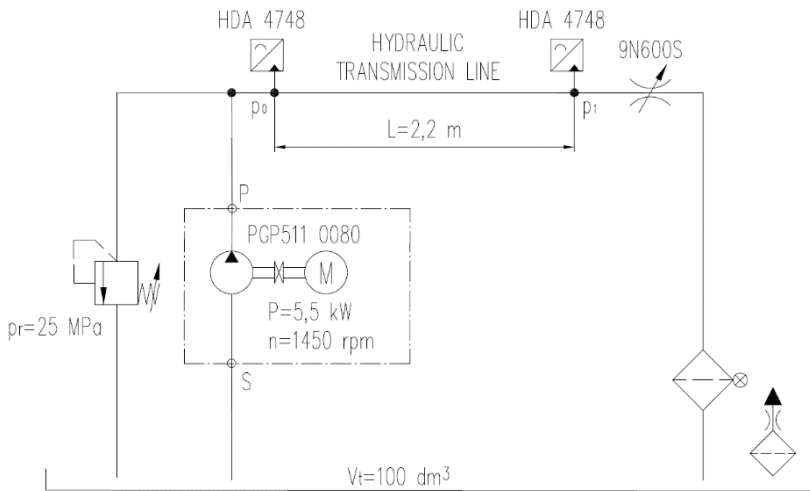 HDA 4748
HDA 4748
HYDRAULIC
TRANSMISSION LINE
9N600S
p₀
p₁
L=2,2 m
P
PGP511 0080
M
P=5,5 kW
n=1450 rpm
pr=25 MPa
S
Vt=100 dm³